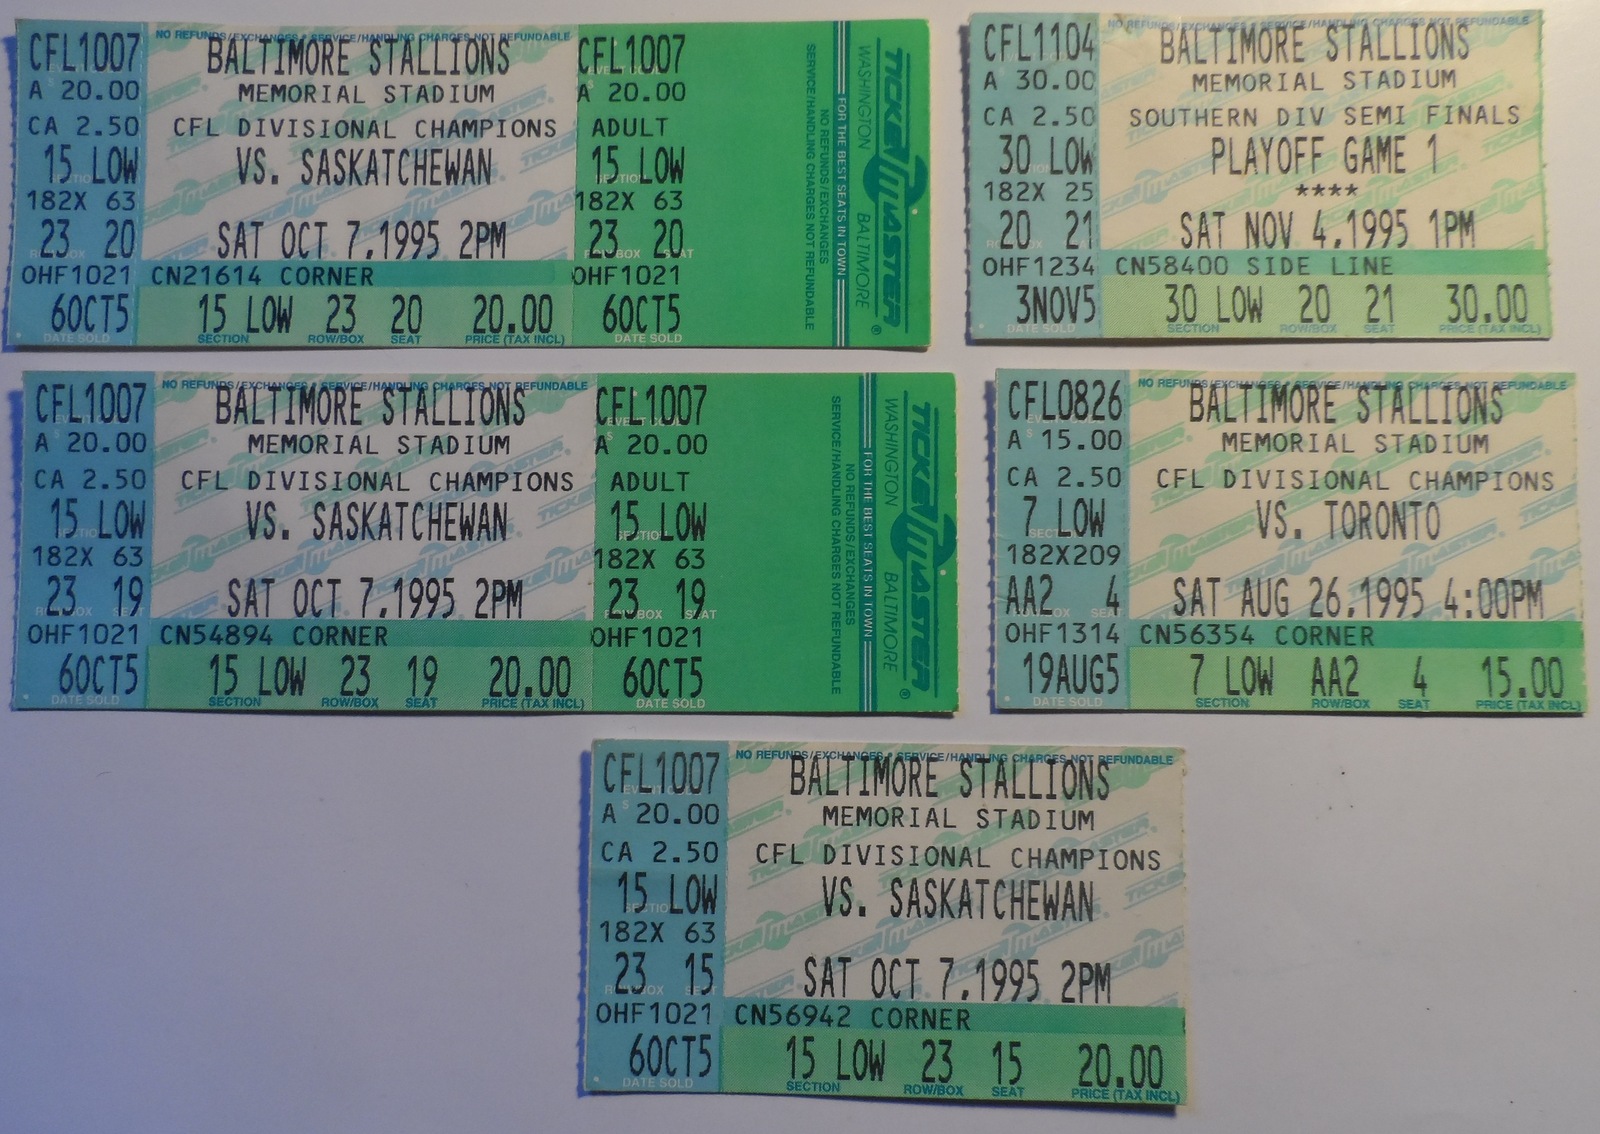 NO REFUNDS/EXCHANGES • SERVICE/HANDLING CHARGES NOT REFUNDABLE
CFL1007 BALTIMORE STALLIONS CFL1007
A 20.00 MEMORIAL STADIUM A 20.00
CA 2.50 CFL DIVISIONAL CHAMPIONS ADULT
15 LOW VS. SASKATCHEWAN 15 LOW
182X 63 182X 63
23 20 SAT OCT 7,1995 2PM 23 20
OHF1021 CN21614 CORNER OHF1021
6OCT5 15 LOW 23 20 20.00 6OCT5
DATE SOLD SECTION ROW/BOX SEAT PRICE (TAX INCL) DATE SOLD
SERVICE/HANDLING CHARGES NOT REFUNDABLE
NO REFUNDS/EXCHANGES
FOR THE BEST SEATS IN TOWN
WASHINGTON BALTIMORE
TICKETMASTER®
NO REFUNDS/EXCHANGES • SERVICE/HANDLING CHARGES NOT REFUNDABLE
CFL1104 BALTIMORE STALLIONS
A 30.00 MEMORIAL STADIUM
CA 2.50 SOUTHERN DIV SEMI FINALS
30 LOW PLAYOFF GAME 1
182X 25 ****
20 21 SAT NOV 4,1995 1PM
OHF1234 CN58400 SIDE LINE
3NOV5 30 LOW 20 21 30.00
DATE SOLD SECTION ROW/BOX SEAT PRICE (TAX INCL)
NO REFUNDS/EXCHANGES • SERVICE/HANDLING CHARGES NOT REFUNDABLE
CFL1007 BALTIMORE STALLIONS CFL1007
A 20.00 MEMORIAL STADIUM A 20.00
CA 2.50 CFL DIVISIONAL CHAMPIONS ADULT
15 LOW VS. SASKATCHEWAN 15 LOW
182X 63 182X 63
23 19 SAT OCT 7,1995 2PM 23 19
OHF1021 CN54894 CORNER OHF1021
6OCT5 15 LOW 23 19 20.00 6OCT5
DATE SOLD SECTION ROW/BOX SEAT PRICE (TAX INCL) DATE SOLD
SERVICE/HANDLING CHARGES NOT REFUNDABLE
NO REFUNDS/EXCHANGES
FOR THE BEST SEATS IN TOWN
WASHINGTON BALTIMORE
TICKETMASTER®
NO REFUNDS/EXCHANGES • SERVICE/HANDLING CHARGES NOT REFUNDABLE
CFL0826 BALTIMORE STALLIONS
A 15.00 MEMORIAL STADIUM
CA 2.50 CFL DIVISIONAL CHAMPIONS
7 LOW VS. TORONTO
182X209
AA2 4 SAT AUG 26,1995 4:00PM
OHF1314 CN56354 CORNER
19AUG5 7 LOW AA2 4 15.00
DATE SOLD SECTION ROW/BOX SEAT PRICE (TAX INCL)
NO REFUNDS/EXCHANGES • SERVICE/HANDLING CHARGES NOT REFUNDABLE
CFL1007 BALTIMORE STALLIONS
A 20.00 MEMORIAL STADIUM
CA 2.50 CFL DIVISIONAL CHAMPIONS
15 LOW VS. SASKATCHEWAN
182X 63
23 15 SAT OCT 7,1995 2PM
OHF1021 CN56942 CORNER
6OCT5 15 LOW 23 15 20.00
DATE SOLD SECTION ROW/BOX SEAT PRICE (TAX INCL)